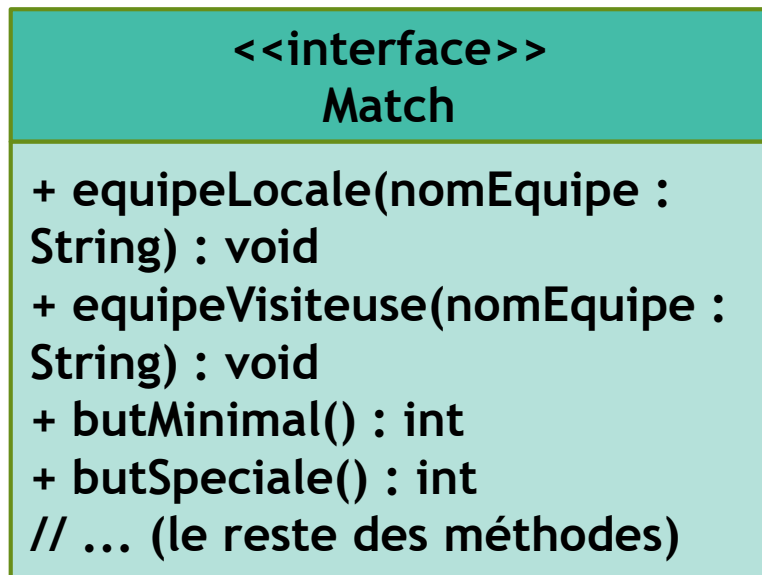 <<interface>>
Match
+ equipeLocale(nomEquipe :
String) : void
+ equipeVisiteuse(nomEquipe :
String) : void
+ butMinimal() : int
+ butSpeciale() : int
// ... (le reste des méthodes)